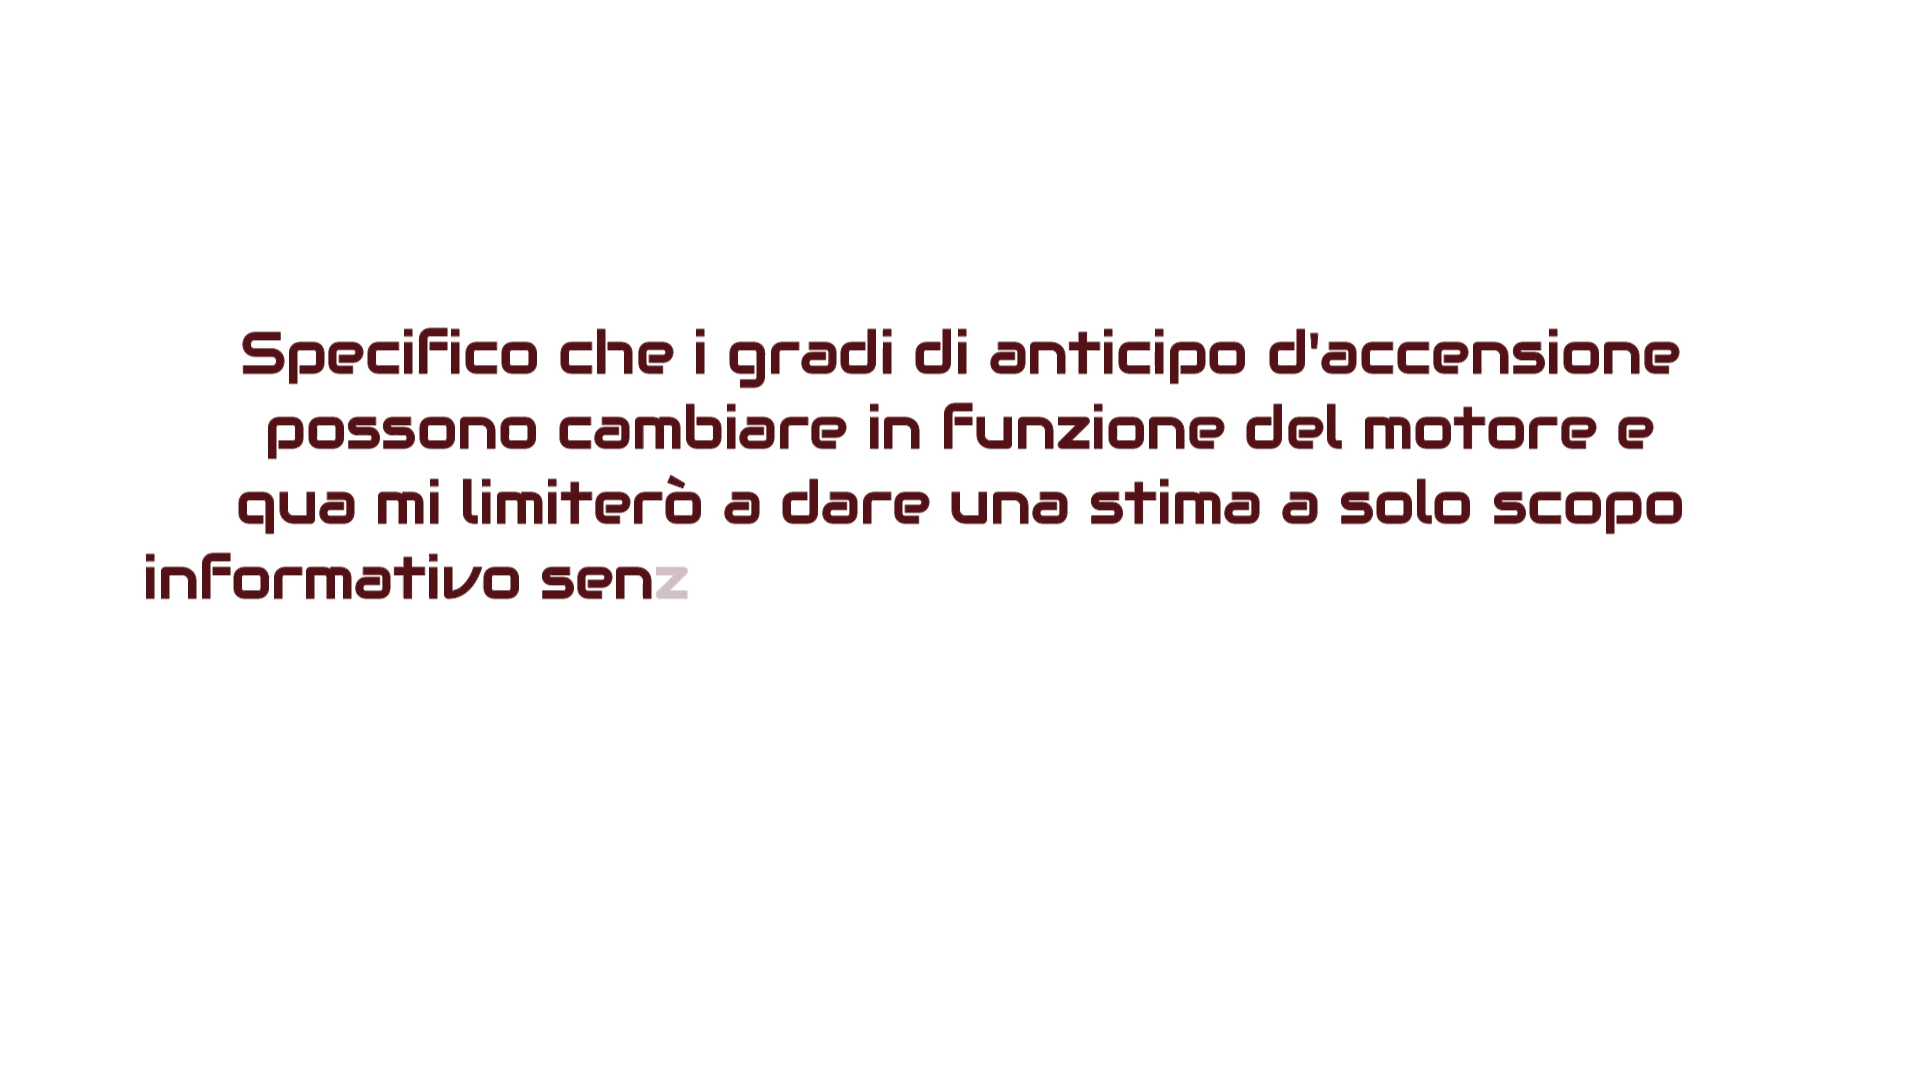 Specifico che i gradi di anticipo d'accensione
possono cambiare in funzione del motore e
qua mi limiterò a dare una stima a solo scopo
informativo senz